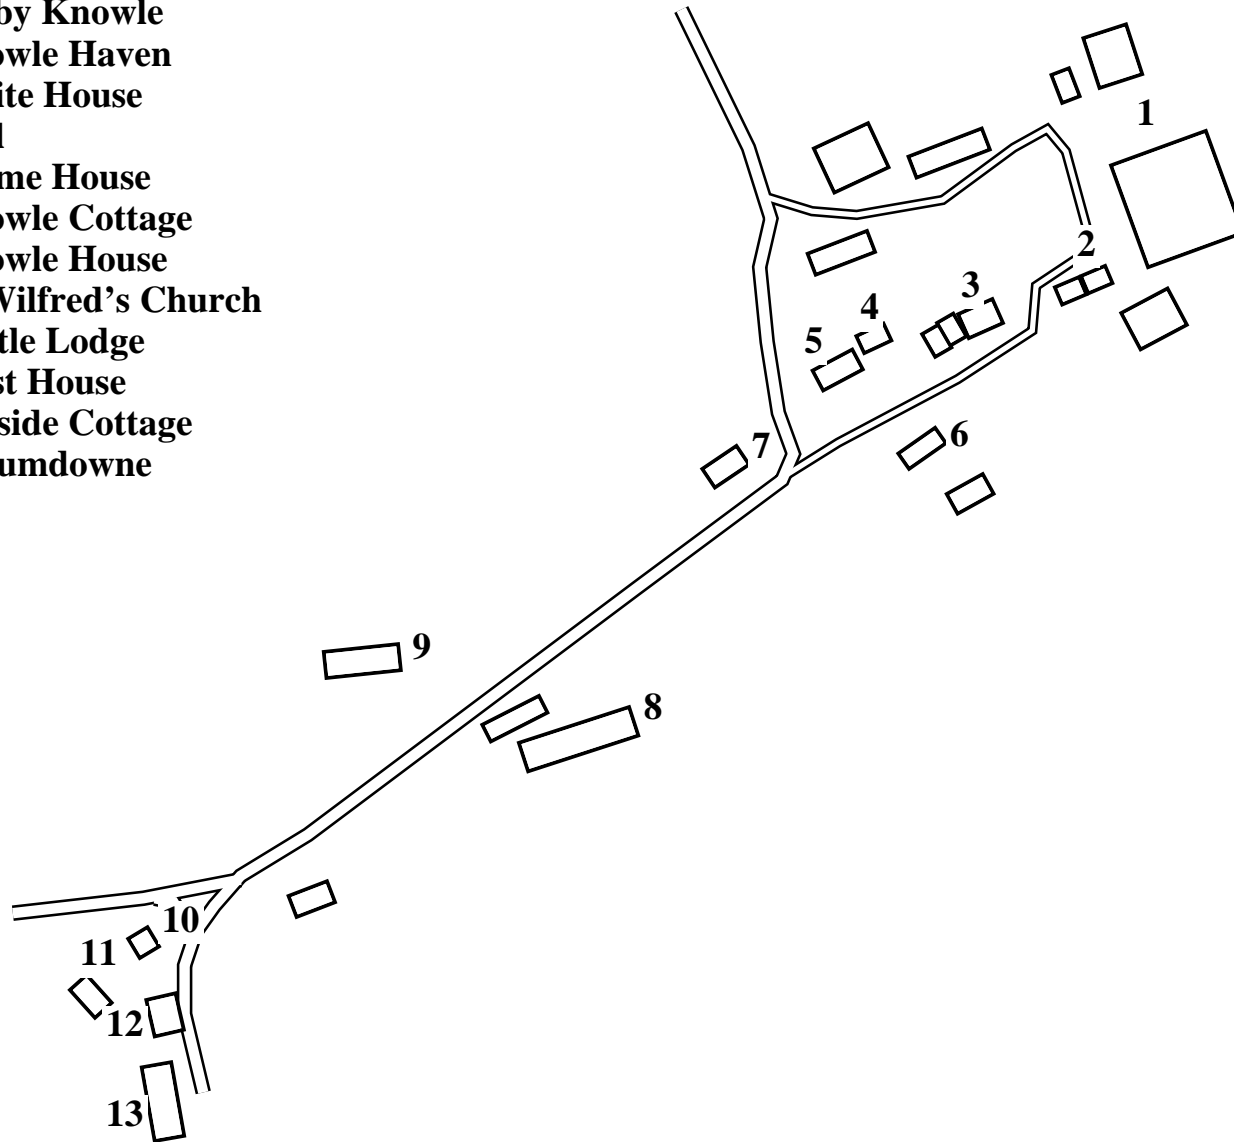 by Knowle
owle Haven
ite House
l
me House
owle Cottage
owle House
Wilfred's Church
tle Lodge
st House
side Cottage
umdowne
1
2
3
4
5
6
7
8
9
10
11
12
13